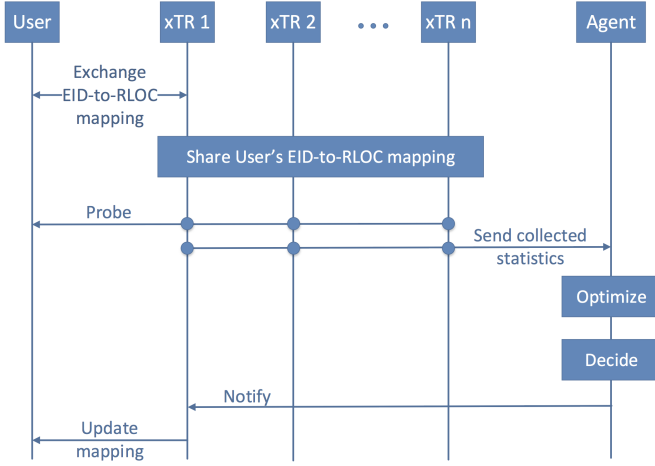 User
xTR 1
xTR 2
...
xTR n
Agent
Exchange
EID-to-RLOC
mapping
Share User's EID-to-RLOC mapping
Probe
Send collected
statistics
Optimize
Decide
Notify
Update
mapping